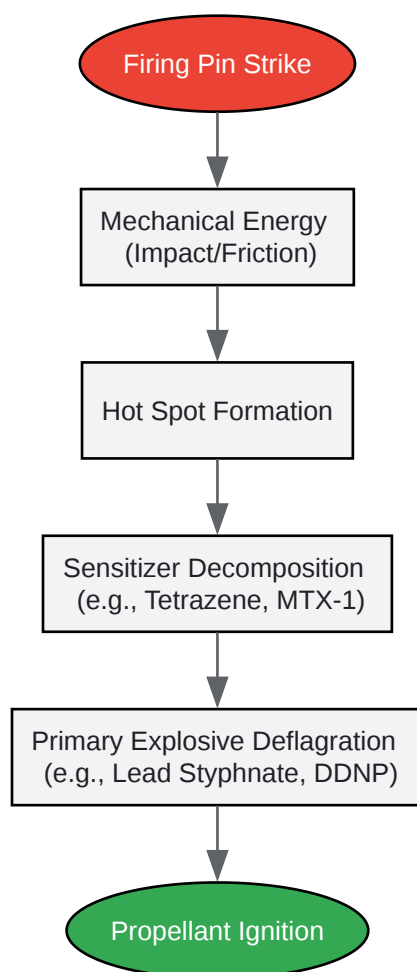 Firing Pin Strike
Mechanical Energy
(Impact/Friction)
Hot Spot Formation
Sensitizer Decomposition
(e.g., Tetrazene, MTX-1)
Primary Explosive Deflagration
(e.g., Lead Styphnate, DDNP)
Propellant Ignition